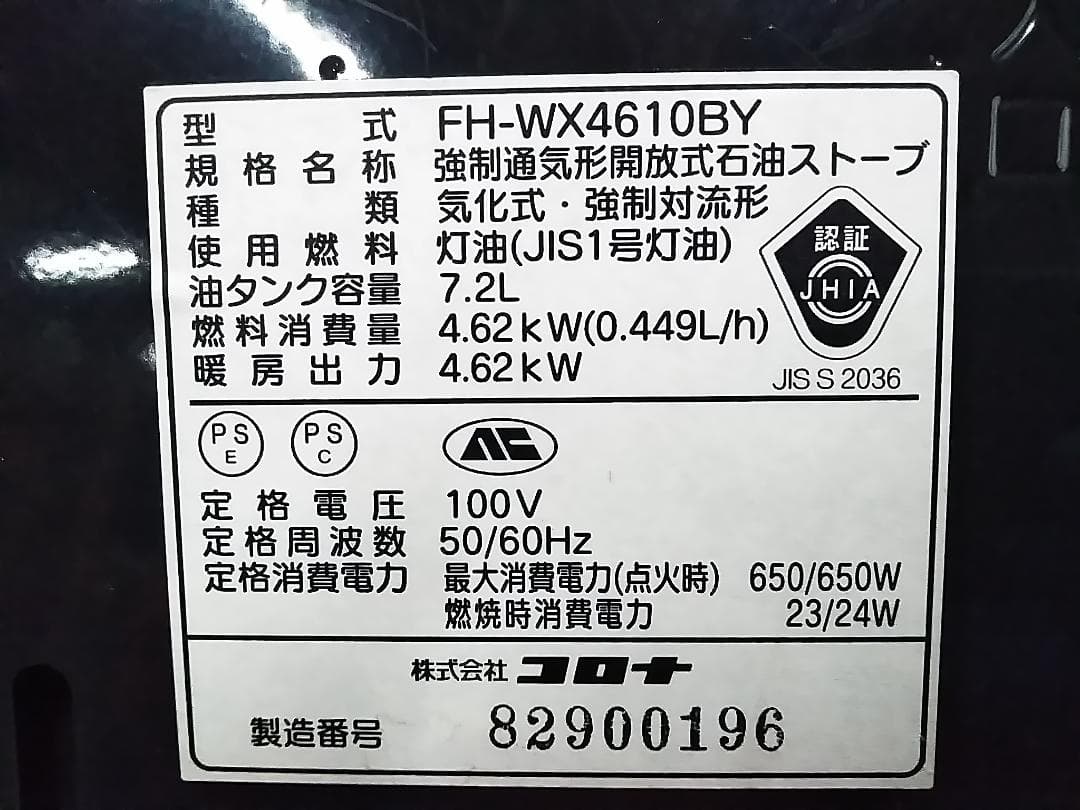 型式 FH-WX4610BY
規格名称 強制通気形開放式石油ストーブ
種類 気化式・強制対流形
使用燃料 灯油(JIS1号灯油)
油タンク容量 7.2L
燃料消費量 4.62kW(0.449L/h)
暖房出力 4.62kW
認証
JHIA
JIS S 2036
PS E
PS C
定格電圧 100V
定格周波数 50/60Hz
定格消費電力 最大消費電力(点火時) 650/650W
燃焼時消費電力 23/24W
株式会社 コロナ
製造番号 82900196